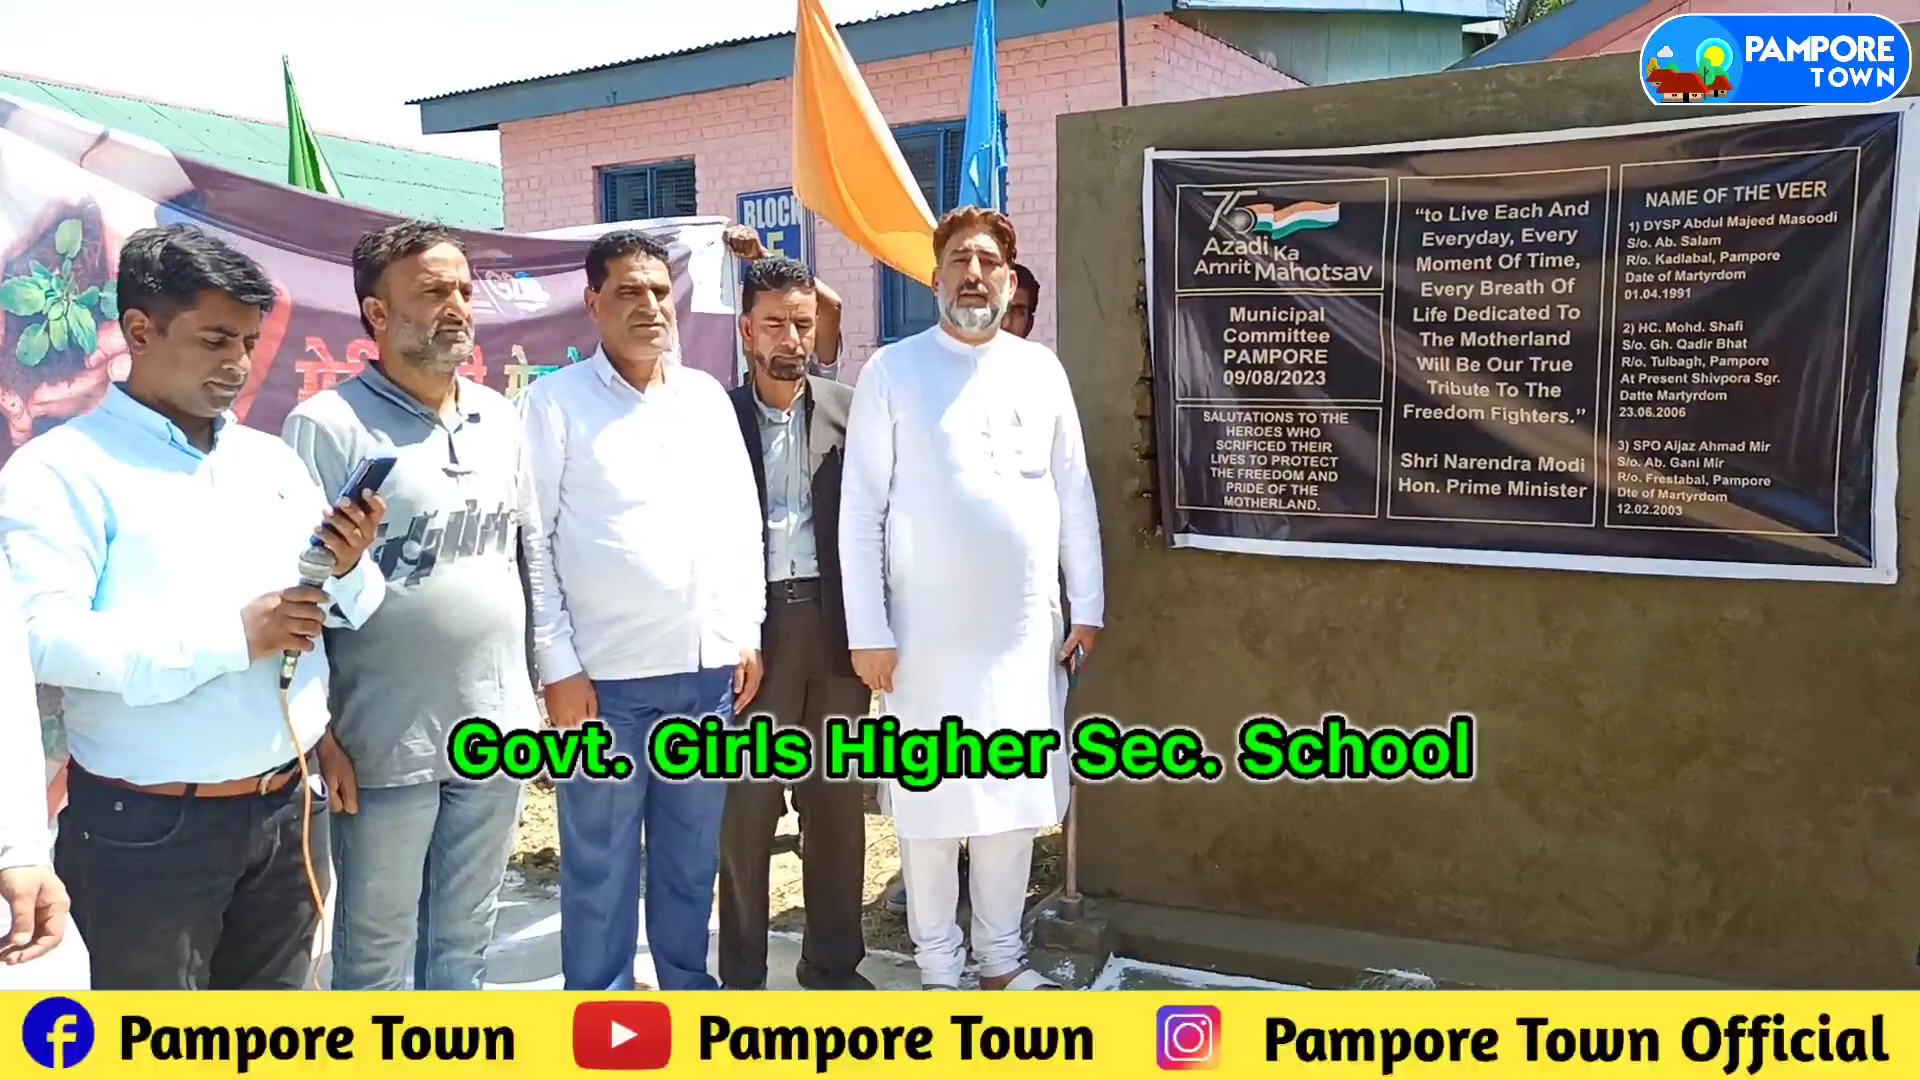 PAMPORE
TOWN
BLOCK
E
75
Azadi Ka
Amrit Mahotsav
Municipal
Committee
PAMPORE
09/08/2023
SALUTATIONS TO THE
HEROES WHO
SCRIFICED THEIR
LIVES TO PROTECT
THE FREEDOM AND
PRIDE OF THE
MOTHERLAND.
“to Live Each And
Everyday, Every
Moment Of Time,
Every Breath Of
Life Dedicated To
The Motherland
Will Be Our True
Tribute To The
Freedom Fighters.”
Shri Narendra Modi
Hon. Prime Minister
NAME OF THE VEER
1) DYSP Abdul Majeed Masoodi
S/o. Ab. Salam
R/o. Kadlabal, Pampore
Date of Martyrdom
01.04.1991
2) HC. Mohd. Shafi
S/o. Gh. Qadir Bhat
R/o. Tulbagh, Pampore
At Present Shivpora Sgr.
Datte Martyrdom
23.06.2006
3) SPO Aijaz Ahmad Mir
S/o. Ab. Gani Mir
R/o. Frestabal, Pampore
Dte of Martyrdom
12.02.2003
Govt. Girls Higher Sec. School
Pampore Town
Pampore Town
Pampore Town Official